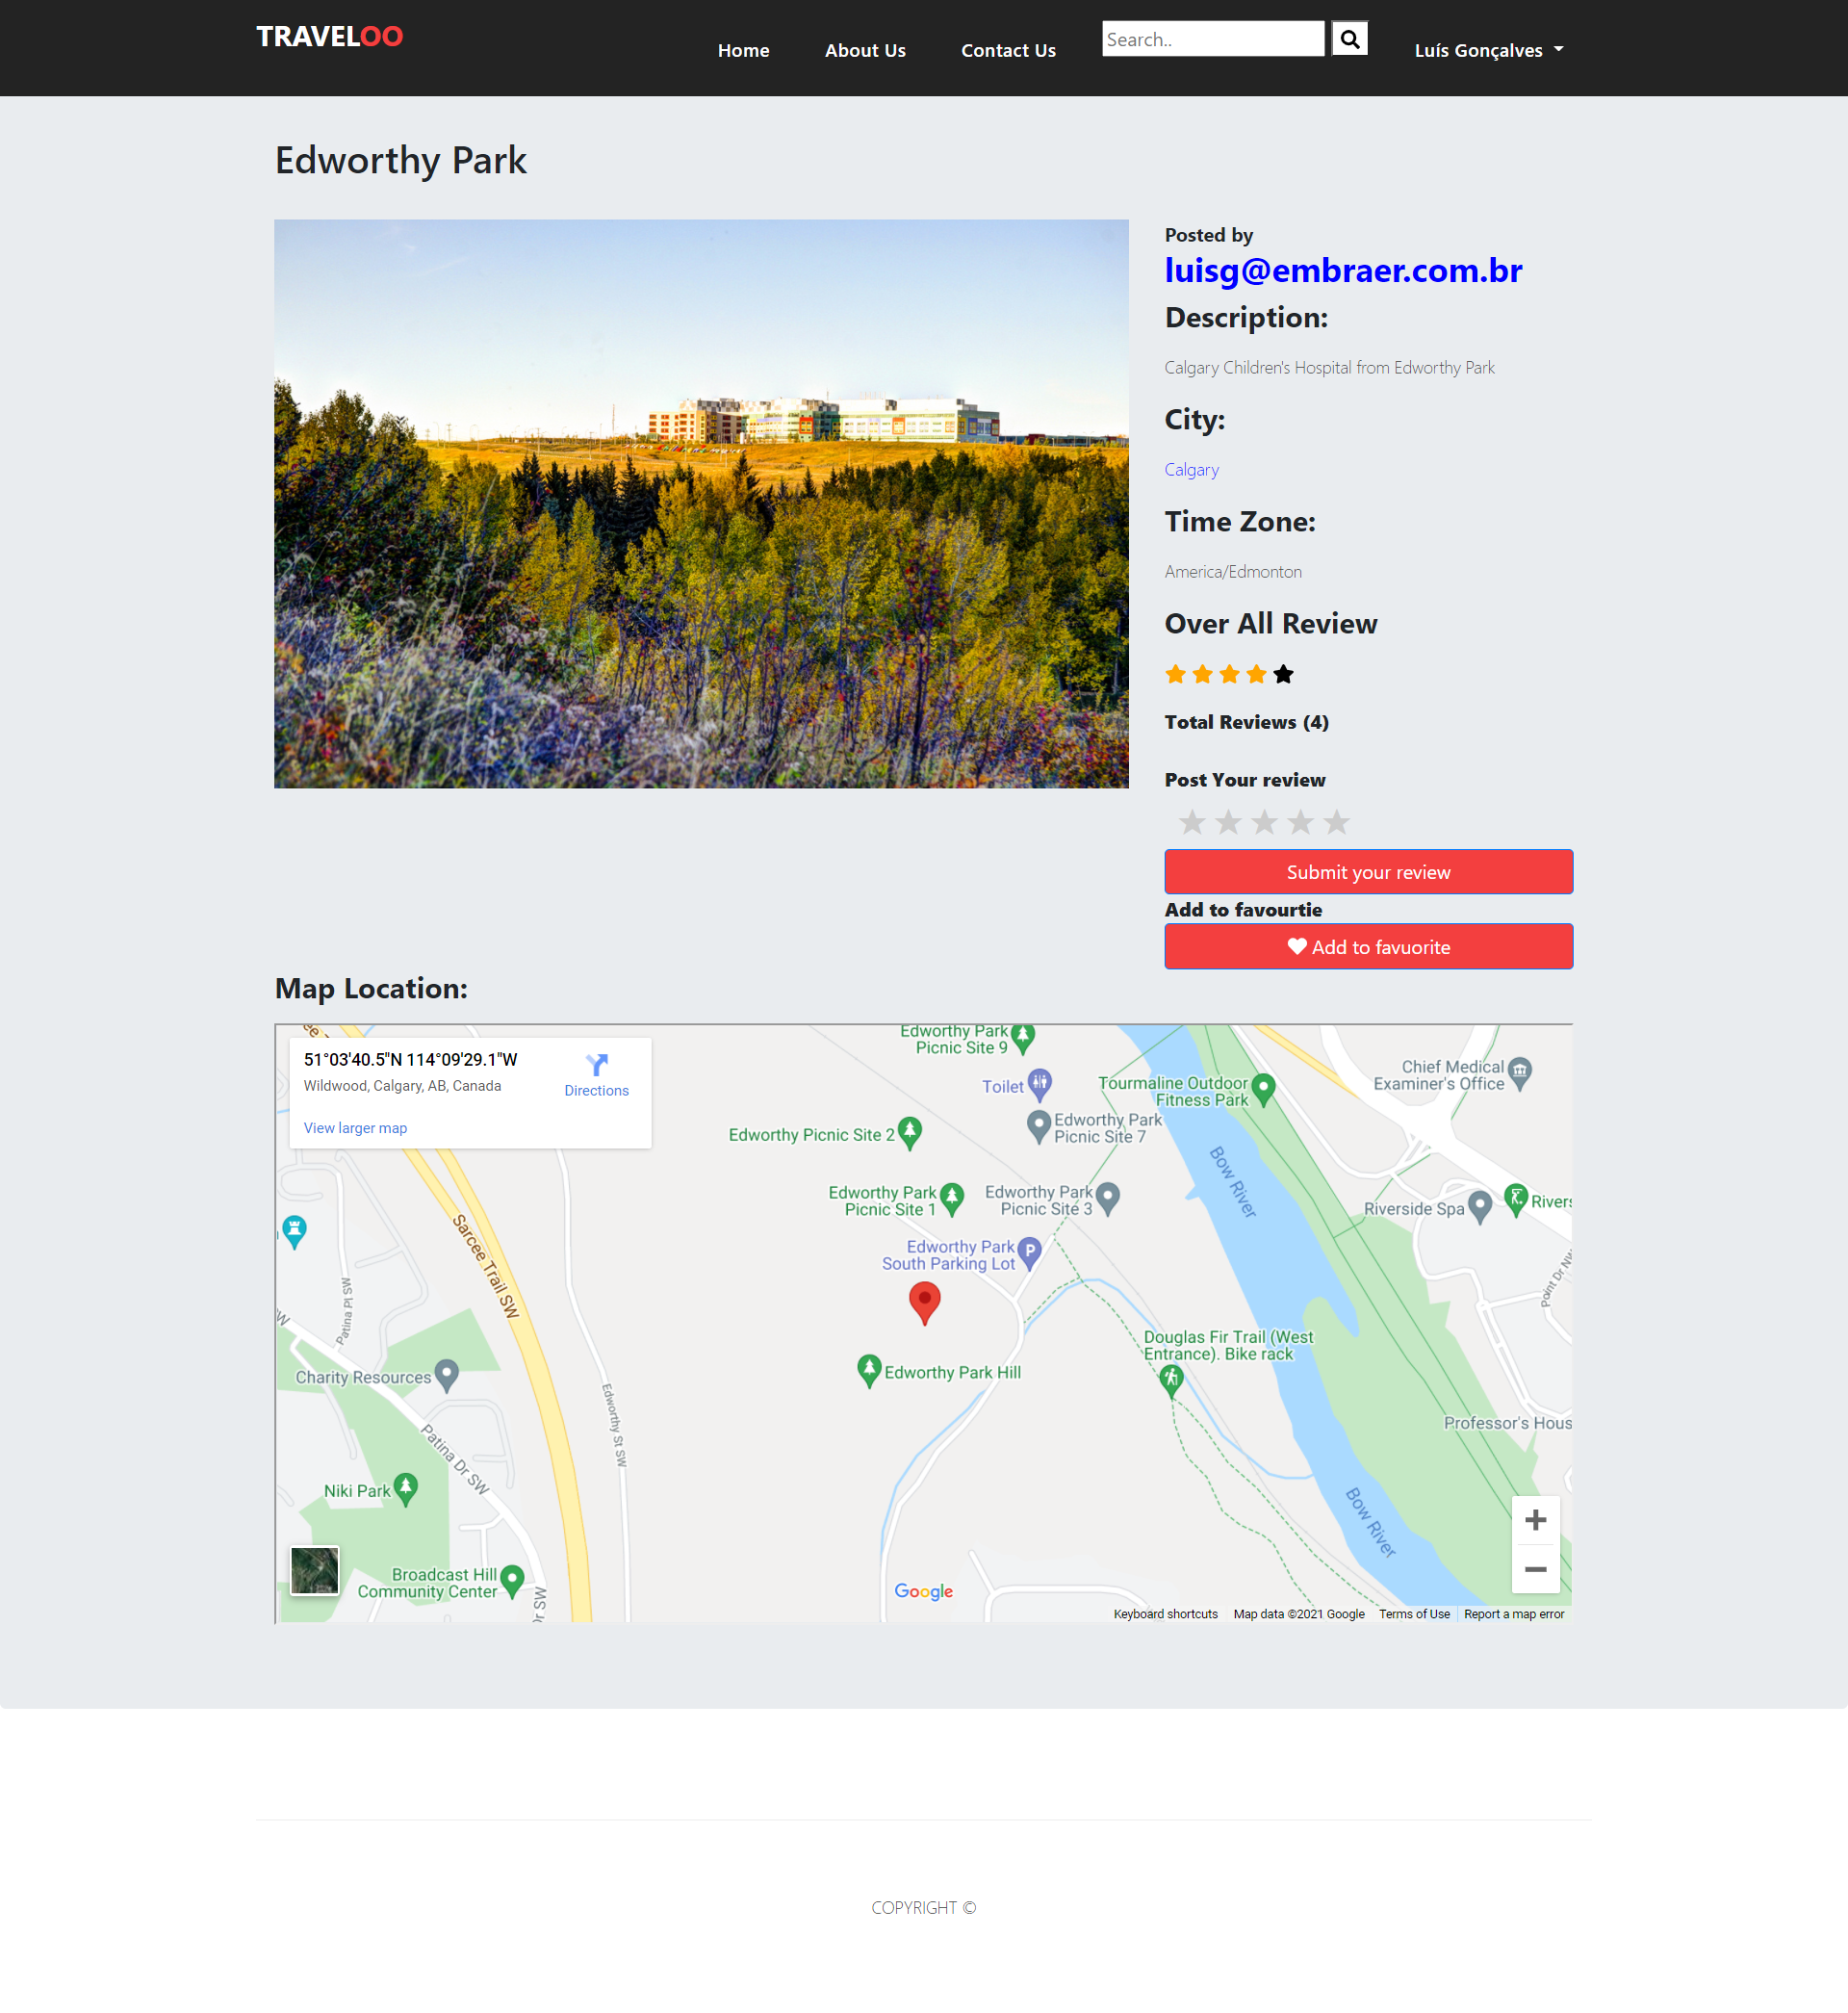 TRAVELOO
Home
About Us
Contact Us
Search..
Luís Gonçalves
Edworthy Park
Posted by
luisg@embraer.com.br
Description:
Calgary Children's Hospital from Edworthy Park
City:
Calgary
Time Zone:
America/Edmonton
Over All Review
Total Reviews (4)
Post Your review
Submit your review
Add to favourtie
Add to favuorite
Map Location:
51°03'40.5"N 114°09'29.1"W
Wildwood, Calgary, AB, Canada
Directions
View larger map
Edworthy Park
Picnic Site 9
Toilet
Tourmaline Outdoor
Fitness Park
Chief Medical
Examiner's Office
Edworthy Picnic Site 2
Edworthy Park
Picnic Site 7
Bow River
Edworthy Park
Picnic Site 1
Edworthy Park
Picnic Site 3
Riverside Spa
Rivers
Edworthy Park
South Parking Lot
P
Sarcee Trail SW
Patina Pl SW
Point Dr NW
Douglas Fir Trail (West
Entrance). Bike rack
Edworthy Park Hill
Charity Resources
Edworthy St SW
Patina Dr SW
Professor's Hous
Niki Park
Bow River
Broadcast Hill
Community Center
Dr SW
Google
Keyboard shortcuts
Map data ©2021 Google
Terms of Use
Report a map error
COPYRIGHT ©